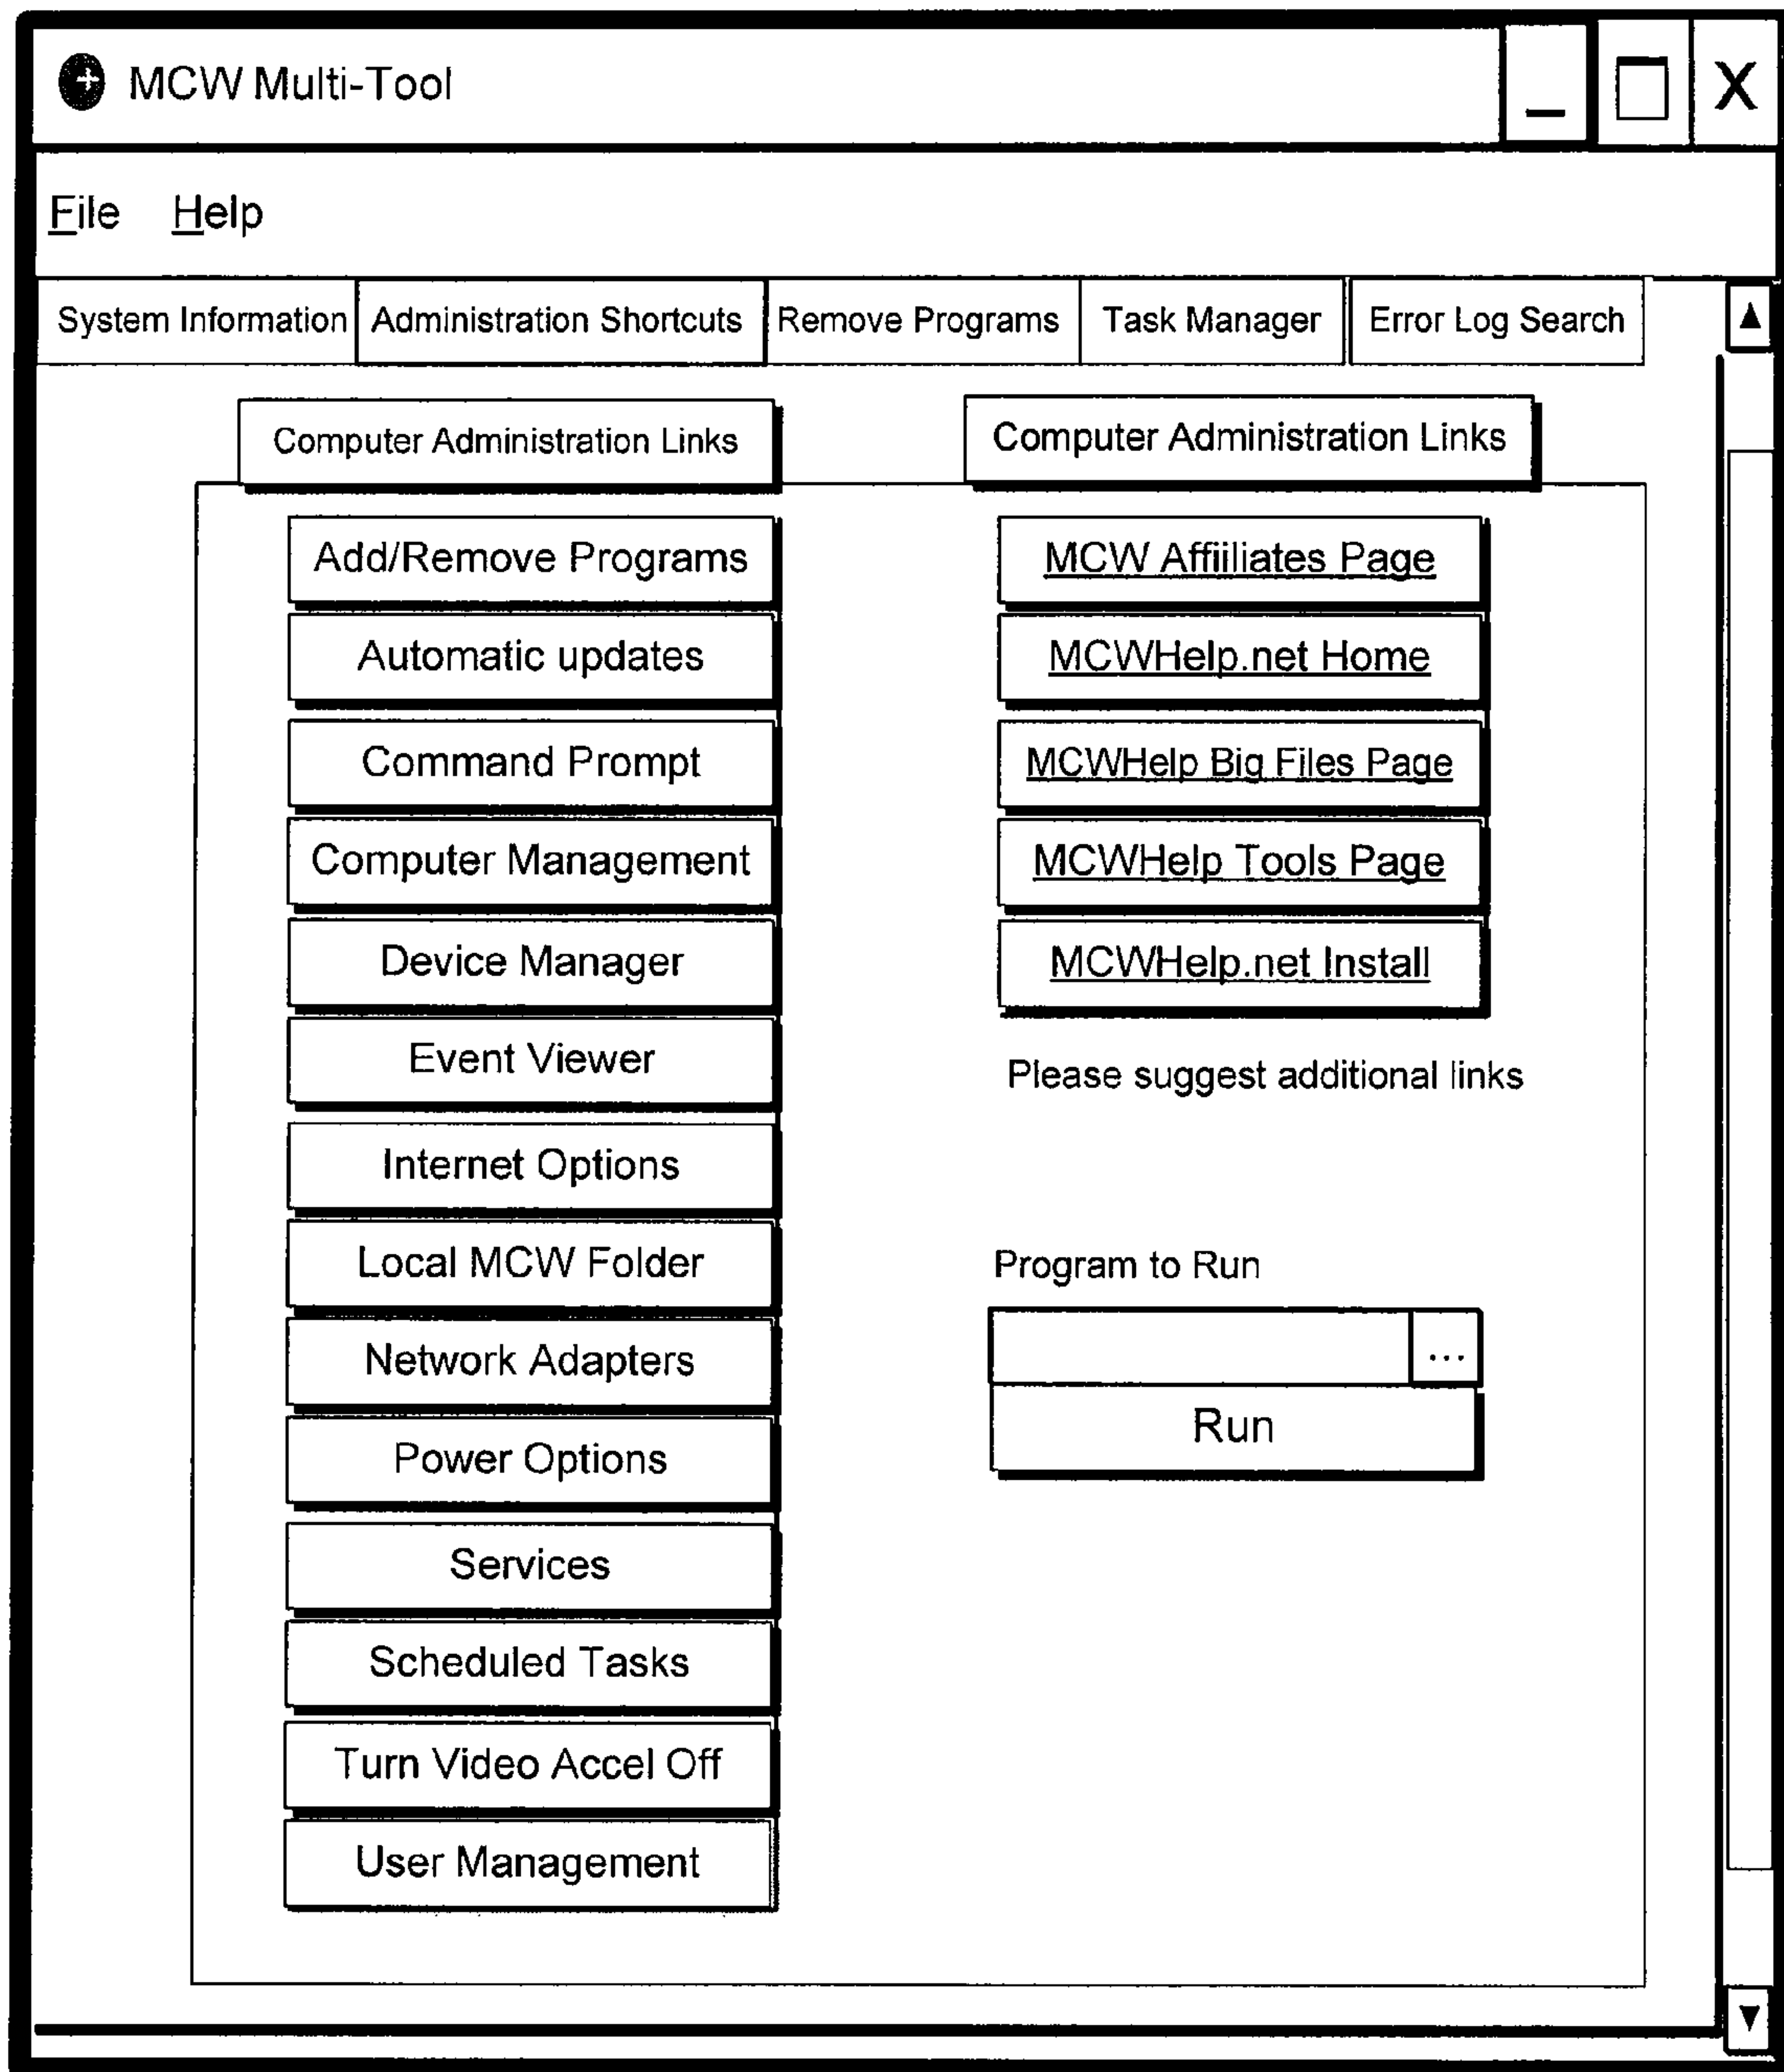 MCW Multi-Tool
_ X
File Help
System Information Administration Shortcuts Remove Programs Task Manager Error Log Search
Computer Administration Links
Add/Remove Programs
Automatic updates
Command Prompt
Computer Management
Device Manager
Event Viewer
Internet Options
Local MCW Folder
Network Adapters
Power Options
Services
Scheduled Tasks
Turn Video Accel Off
User Management
Computer Administration Links
MCW Affiiliates Page
MCWHelp.net Home
MCWHelp Big Files Page
MCWHelp Tools Page
MCWHelp.net Install
Please suggest additional links
Program to Run
...
Run